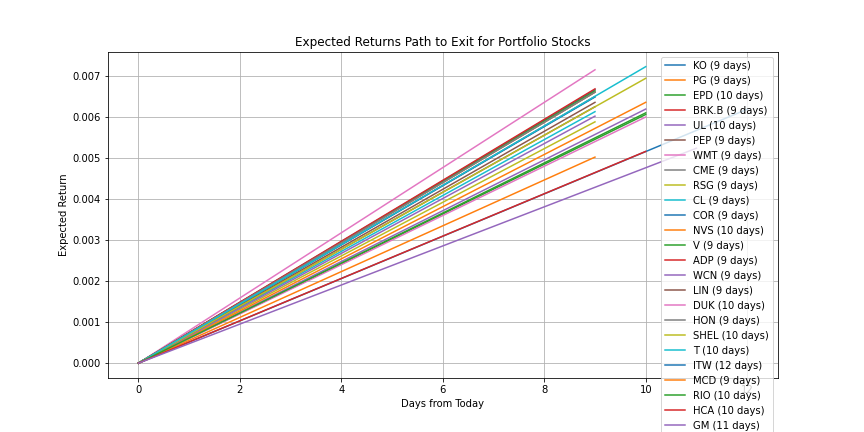 Expected Returns Path to Exit for Portfolio Stocks
Expected Return
0.007
0.006
0.005
0.004
0.003
0.002
0.001
0.000
0
2
4
6
8
10
12
Days from Today
KO (9 days)
PG (9 days)
EPD (10 days)
BRK.B (9 days)
UL (10 days)
PEP (9 days)
WMT (9 days)
CME (9 days)
RSG (9 days)
CL (9 days)
COR (9 days)
NVS (10 days)
V (9 days)
ADP (9 days)
WCN (9 days)
LIN (9 days)
DUK (10 days)
HON (9 days)
SHEL (10 days)
T (10 days)
ITW (12 days)
MCD (9 days)
RIO (10 days)
HCA (10 days)
GM (11 days)